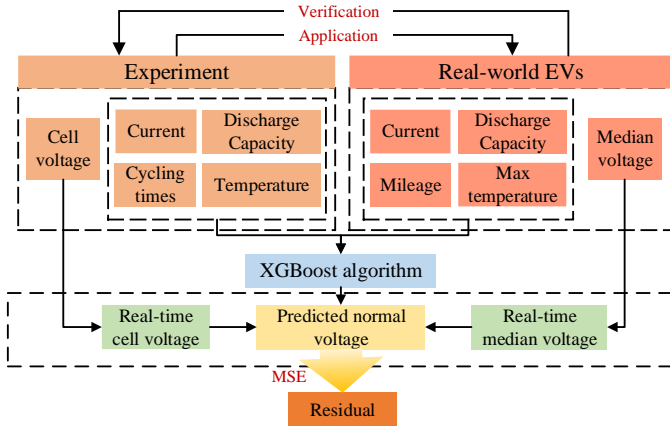 Verification
Application
Experiment
Real-world EVs
Cell
voltage
Current
Discharge
Capacity
Cycling
times
Temperature
Current
Discharge
Capacity
Mileage
Max
temperature
Median
voltage
XGBoost algorithm
Real-time
cell voltage
Predicted normal
voltage
Real-time
median voltage
MSE
Residual